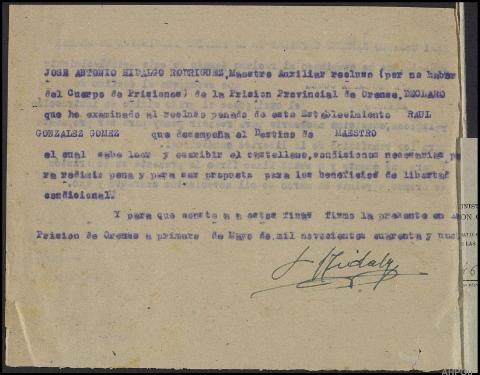 JOSE ANTONIO HIDALGO RODRIGUEZ, Maestro Auxiliar recluso (por no haber
del Cuerpo de Prisiones) de la Prision Provincial de Orense, DECLARO
que ho examinado al recluso penado de este Establecimiento RAUL
GONZALEZ GOMEZ que desempeña el Destino de MAESTRO
el cual sabe leer y escribir el castellano, condiciones necesarias pa
ra redimir pena y para ser propuesto para los beneficios de libertad
condicional.
Y para que conste a a estos fines firmo la presente en
Prision de Orense a primero de Mayo de mil novecientos cuarenta y
J Hidalgo